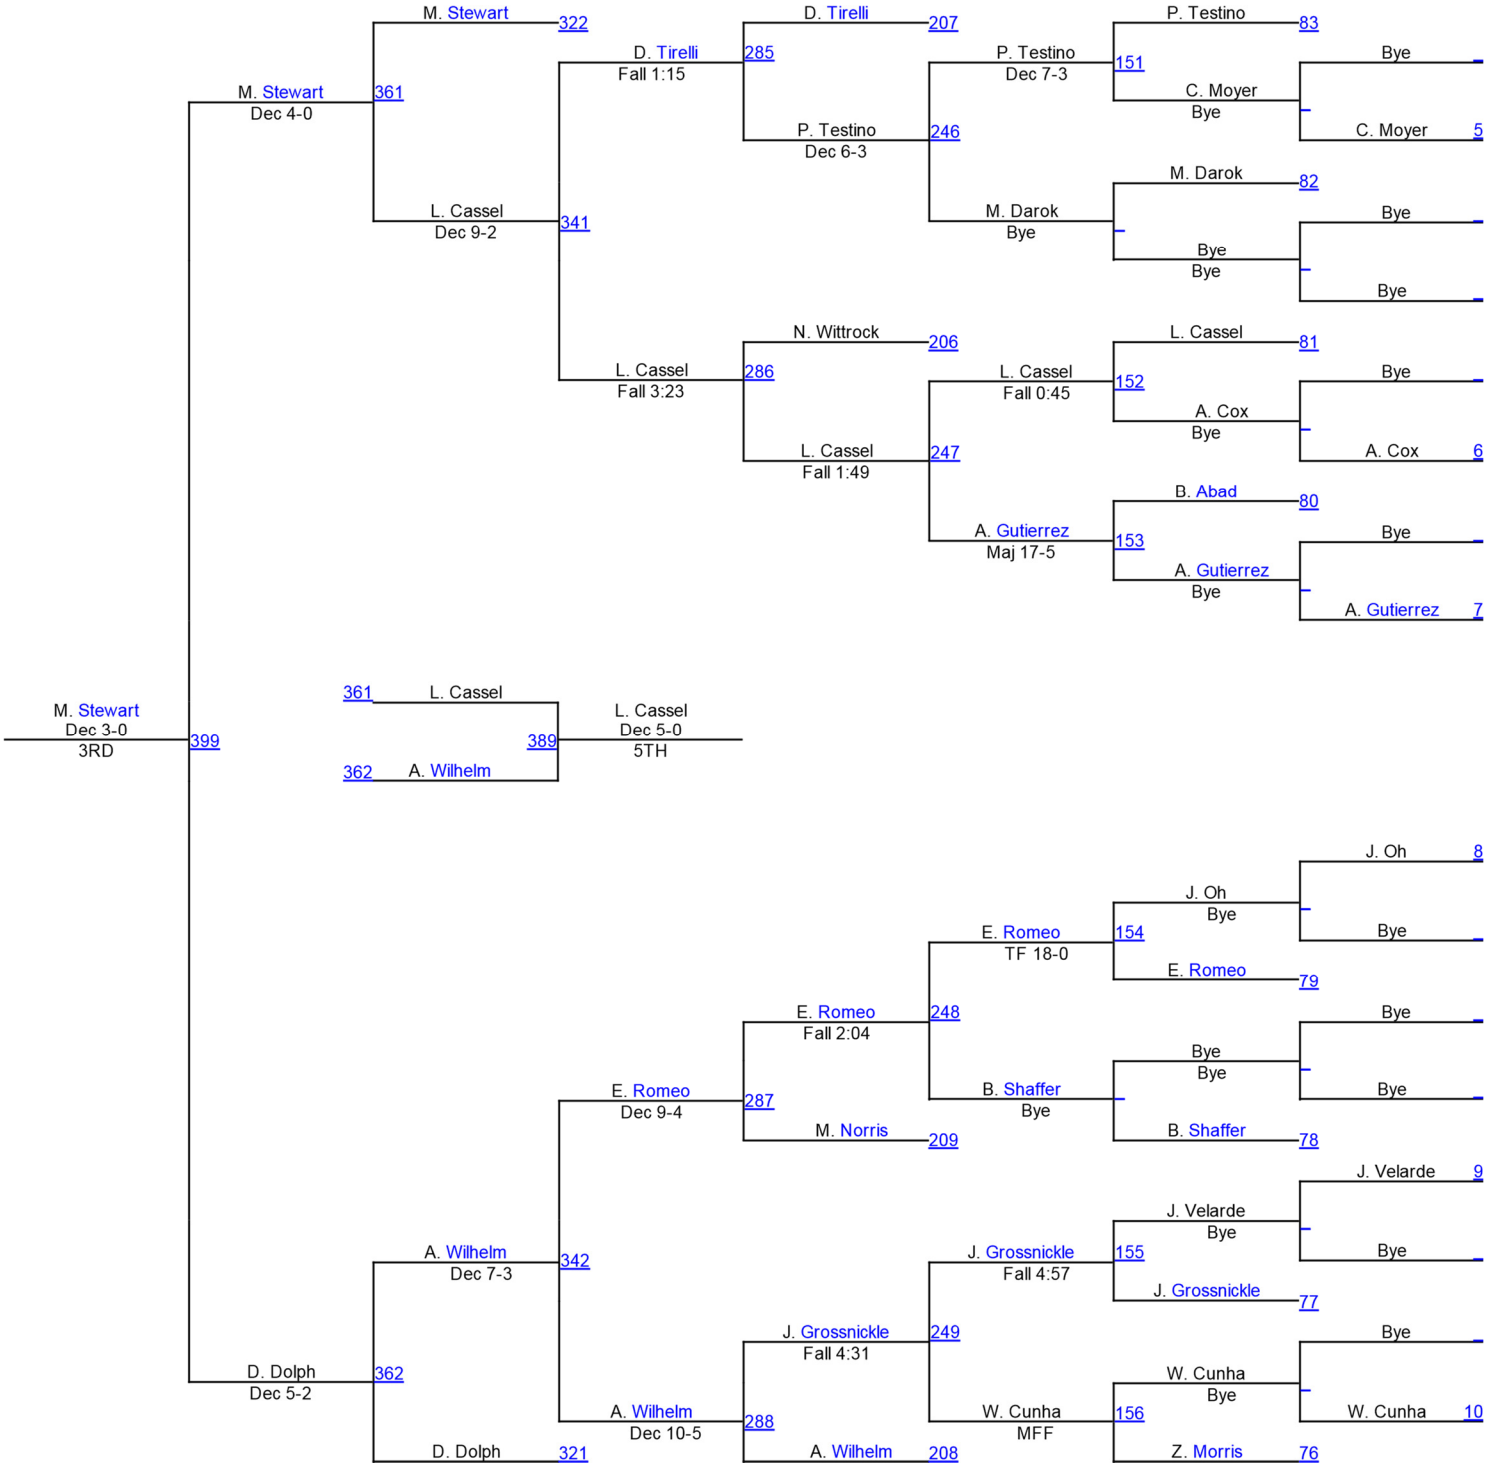 M. Stewart 322
D. Tirelli 207
P. Testino 83
D. Tirelli 285
Fall 1:15
P. Testino
Dec 7-3
151
Bye
M. Stewart 361
Dec 4-0
C. Moyer
Bye
P. Testino 246
Dec 6-3
C. Moyer 5
M. Darok 82
L. Cassel
Dec 9-2
341
M. Darok
Bye
Bye
Bye
Bye
Bye
N. Wittrock 206
L. Cassel 81
L. Cassel 286
Fall 3:23
L. Cassel 152
Fall 0:45
Bye
A. Cox
Bye
L. Cassel 247
Fall 1:49
A. Cox 6
B. Abad 80
A. Gutierrez 153
Maj 17-5
Bye
A. Gutierrez
Bye
A. Gutierrez 7
361 L. Cassel
M. Stewart
Dec 3-0
3RD
399
L. Cassel
389 Dec 5-0
5TH
362 A. Wilhelm
J. Oh 8
J. Oh
Bye
E. Romeo 154
TF 18-0
Bye
E. Romeo 79
E. Romeo 248
Fall 2:04
Bye
Bye
Bye
E. Romeo 287
Dec 9-4
B. Shaffer
Bye
Bye
M. Norris 209
B. Shaffer 78
J. Velarde 9
J. Velarde
Bye
A. Wilhelm 342
Dec 7-3
J. Grossnickle 155
Fall 4:57
Bye
J. Grossnickle 77
J. Grossnickle 249
Fall 4:31
Bye
D. Dolph 362
Dec 5-2
W. Cunha
Bye
A. Wilhelm 288
Dec 10-5
W. Cunha 156
MFF
W. Cunha 10
D. Dolph 321
A. Wilhelm 208
Z. Morris 76